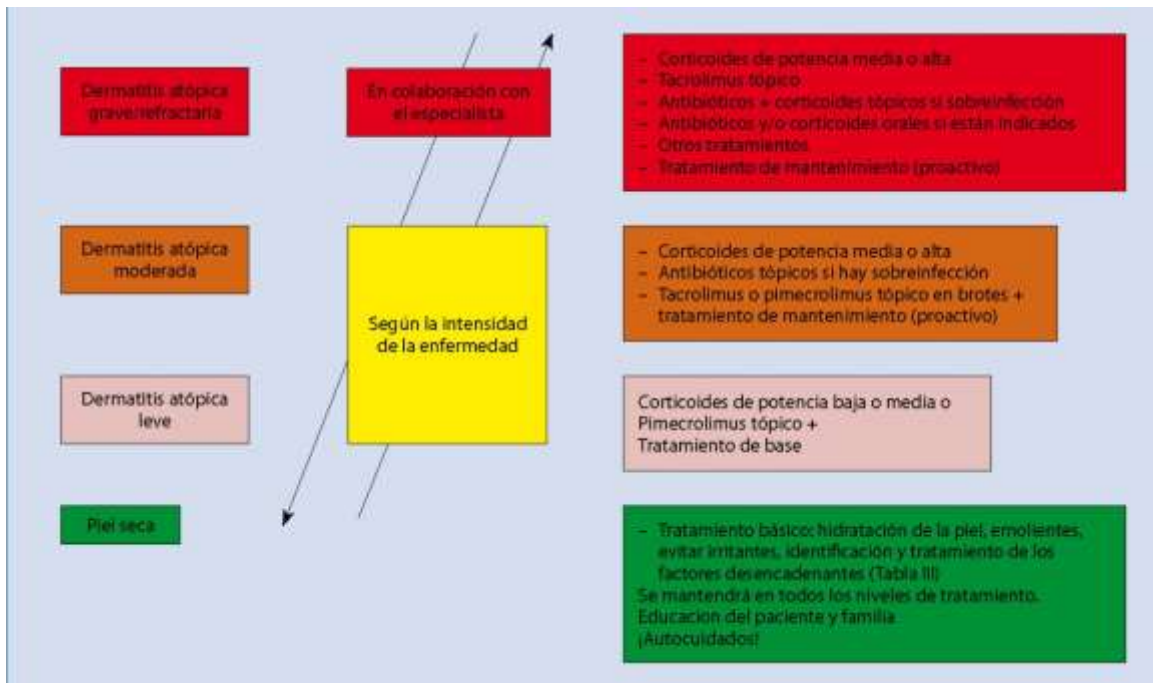 Dermatitis atópica
grave/refractaria
En colaboración con
el especialista
– Corticoides de potencia media o alta
– Tacrolimus tópico
– Antibióticos + corticoides tópicos si sobreinfección
– Antibióticos y/o corticoides orales si están indicados
– Otros tratamientos
– Tratamiento de mantenimiento (proactivo)
Dermatitis atópica
moderada
Según la intensidad
de la enfermedad
– Corticoides de potencia media o alta
– Antibióticos tópicos si hay sobreinfección
– Tacrolimus o pimecrolimus tópico en brotes +
tratamiento de mantenimiento (proactivo)
Dermatitis atópica
leve
Corticoides de potencia baja o media o
Pimecrolimus tópico +
Tratamiento de base
Piel seca
– Tratamiento básico: hidratación de la piel, emolientes,
evitar irritantes, identificación y tratamiento de los
factores desencadenantes (Tabla III)
Se mantendrá en todos los niveles de tratamiento.
Educación del paciente y familia
¡Autocuidados!